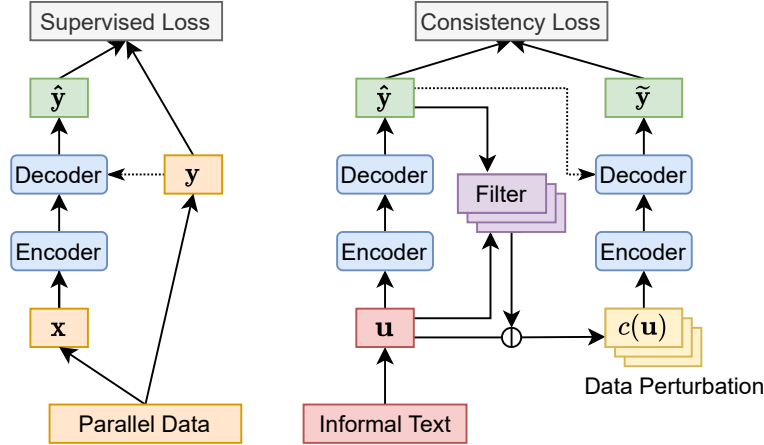 Supervised Loss
ŷ
Decoder
y
Encoder
x
Parallel Data
Consistency Loss
ŷ
ỹ
Decoder
Filter
Decoder
Encoder
Encoder
u
c(u)
Data Perturbation
Informal Text